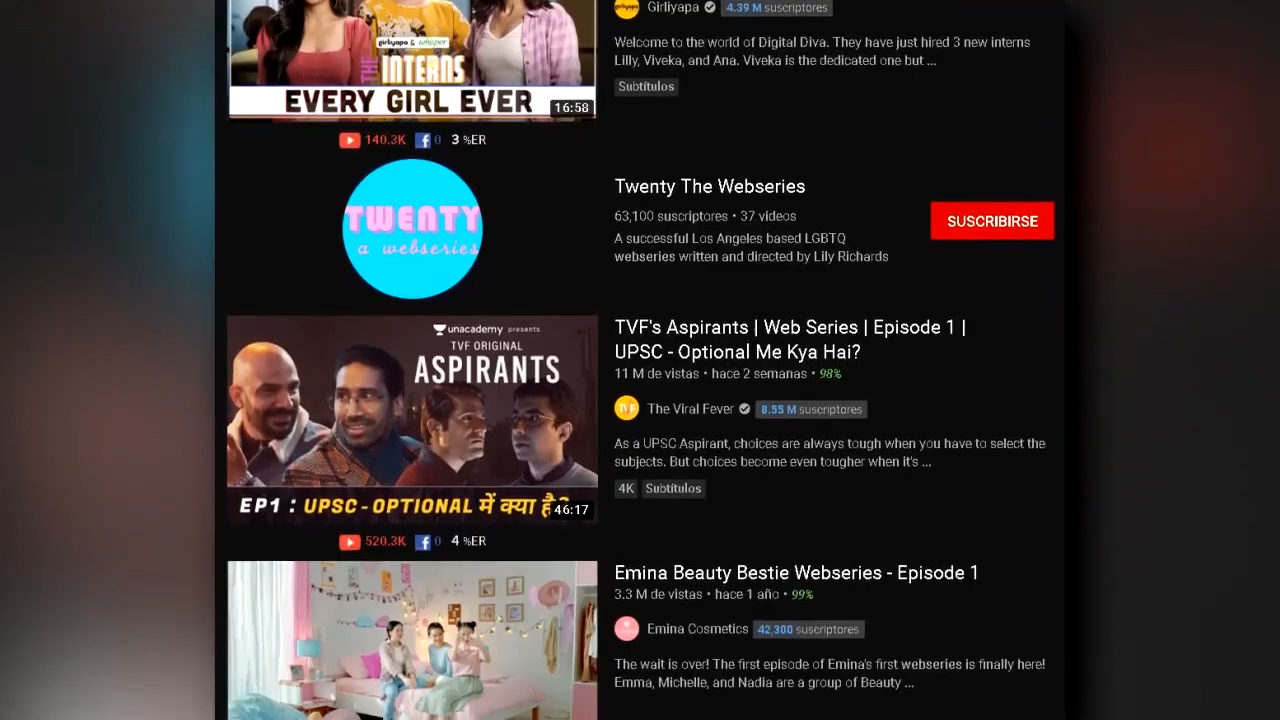 girliyapa
Girliyapa
4.39 M suscriptores
girliyapa & whisper
THE INTERNS
EVERY GIRL EVER
16:58
Welcome to the world of Digital Diva. They have just hired 3 new interns
Lilly, Viveka, and Ana. Viveka is the dedicated one but ...
Subtítulos
140.3K 0 3 %ER
TWENTY
a webseries
Twenty The Webseries
63,100 suscriptores • 37 videos
A successful Los Angeles based LGBTQ
webseries written and directed by Lily Richards
SUSCRIBIRSE
unacademy presents
TVF ORIGINAL
ASPIRANTS
EP1 : UPSC - OPTIONAL में क्या है?
46:17
TVF's Aspirants | Web Series | Episode 1 |
UPSC - Optional Me Kya Hai?
11 M de vistas • hace 2 semanas • 98%
TVF
The Viral Fever
8.55 M suscriptores
As a UPSC Aspirant, choices are always tough when you have to select the
subjects. But choices become even tougher when it's ...
4K Subtítulos
520.3K 0 4 %ER
Emina Beauty Bestie Webseries - Episode 1
3.3 M de vistas • hace 1 año • 99%
Emina Cosmetics
42,300 suscriptores
The wait is over! The first episode of Emina's first webseries is finally here!
Emma, Michelle, and Nadia are a group of Beauty ...